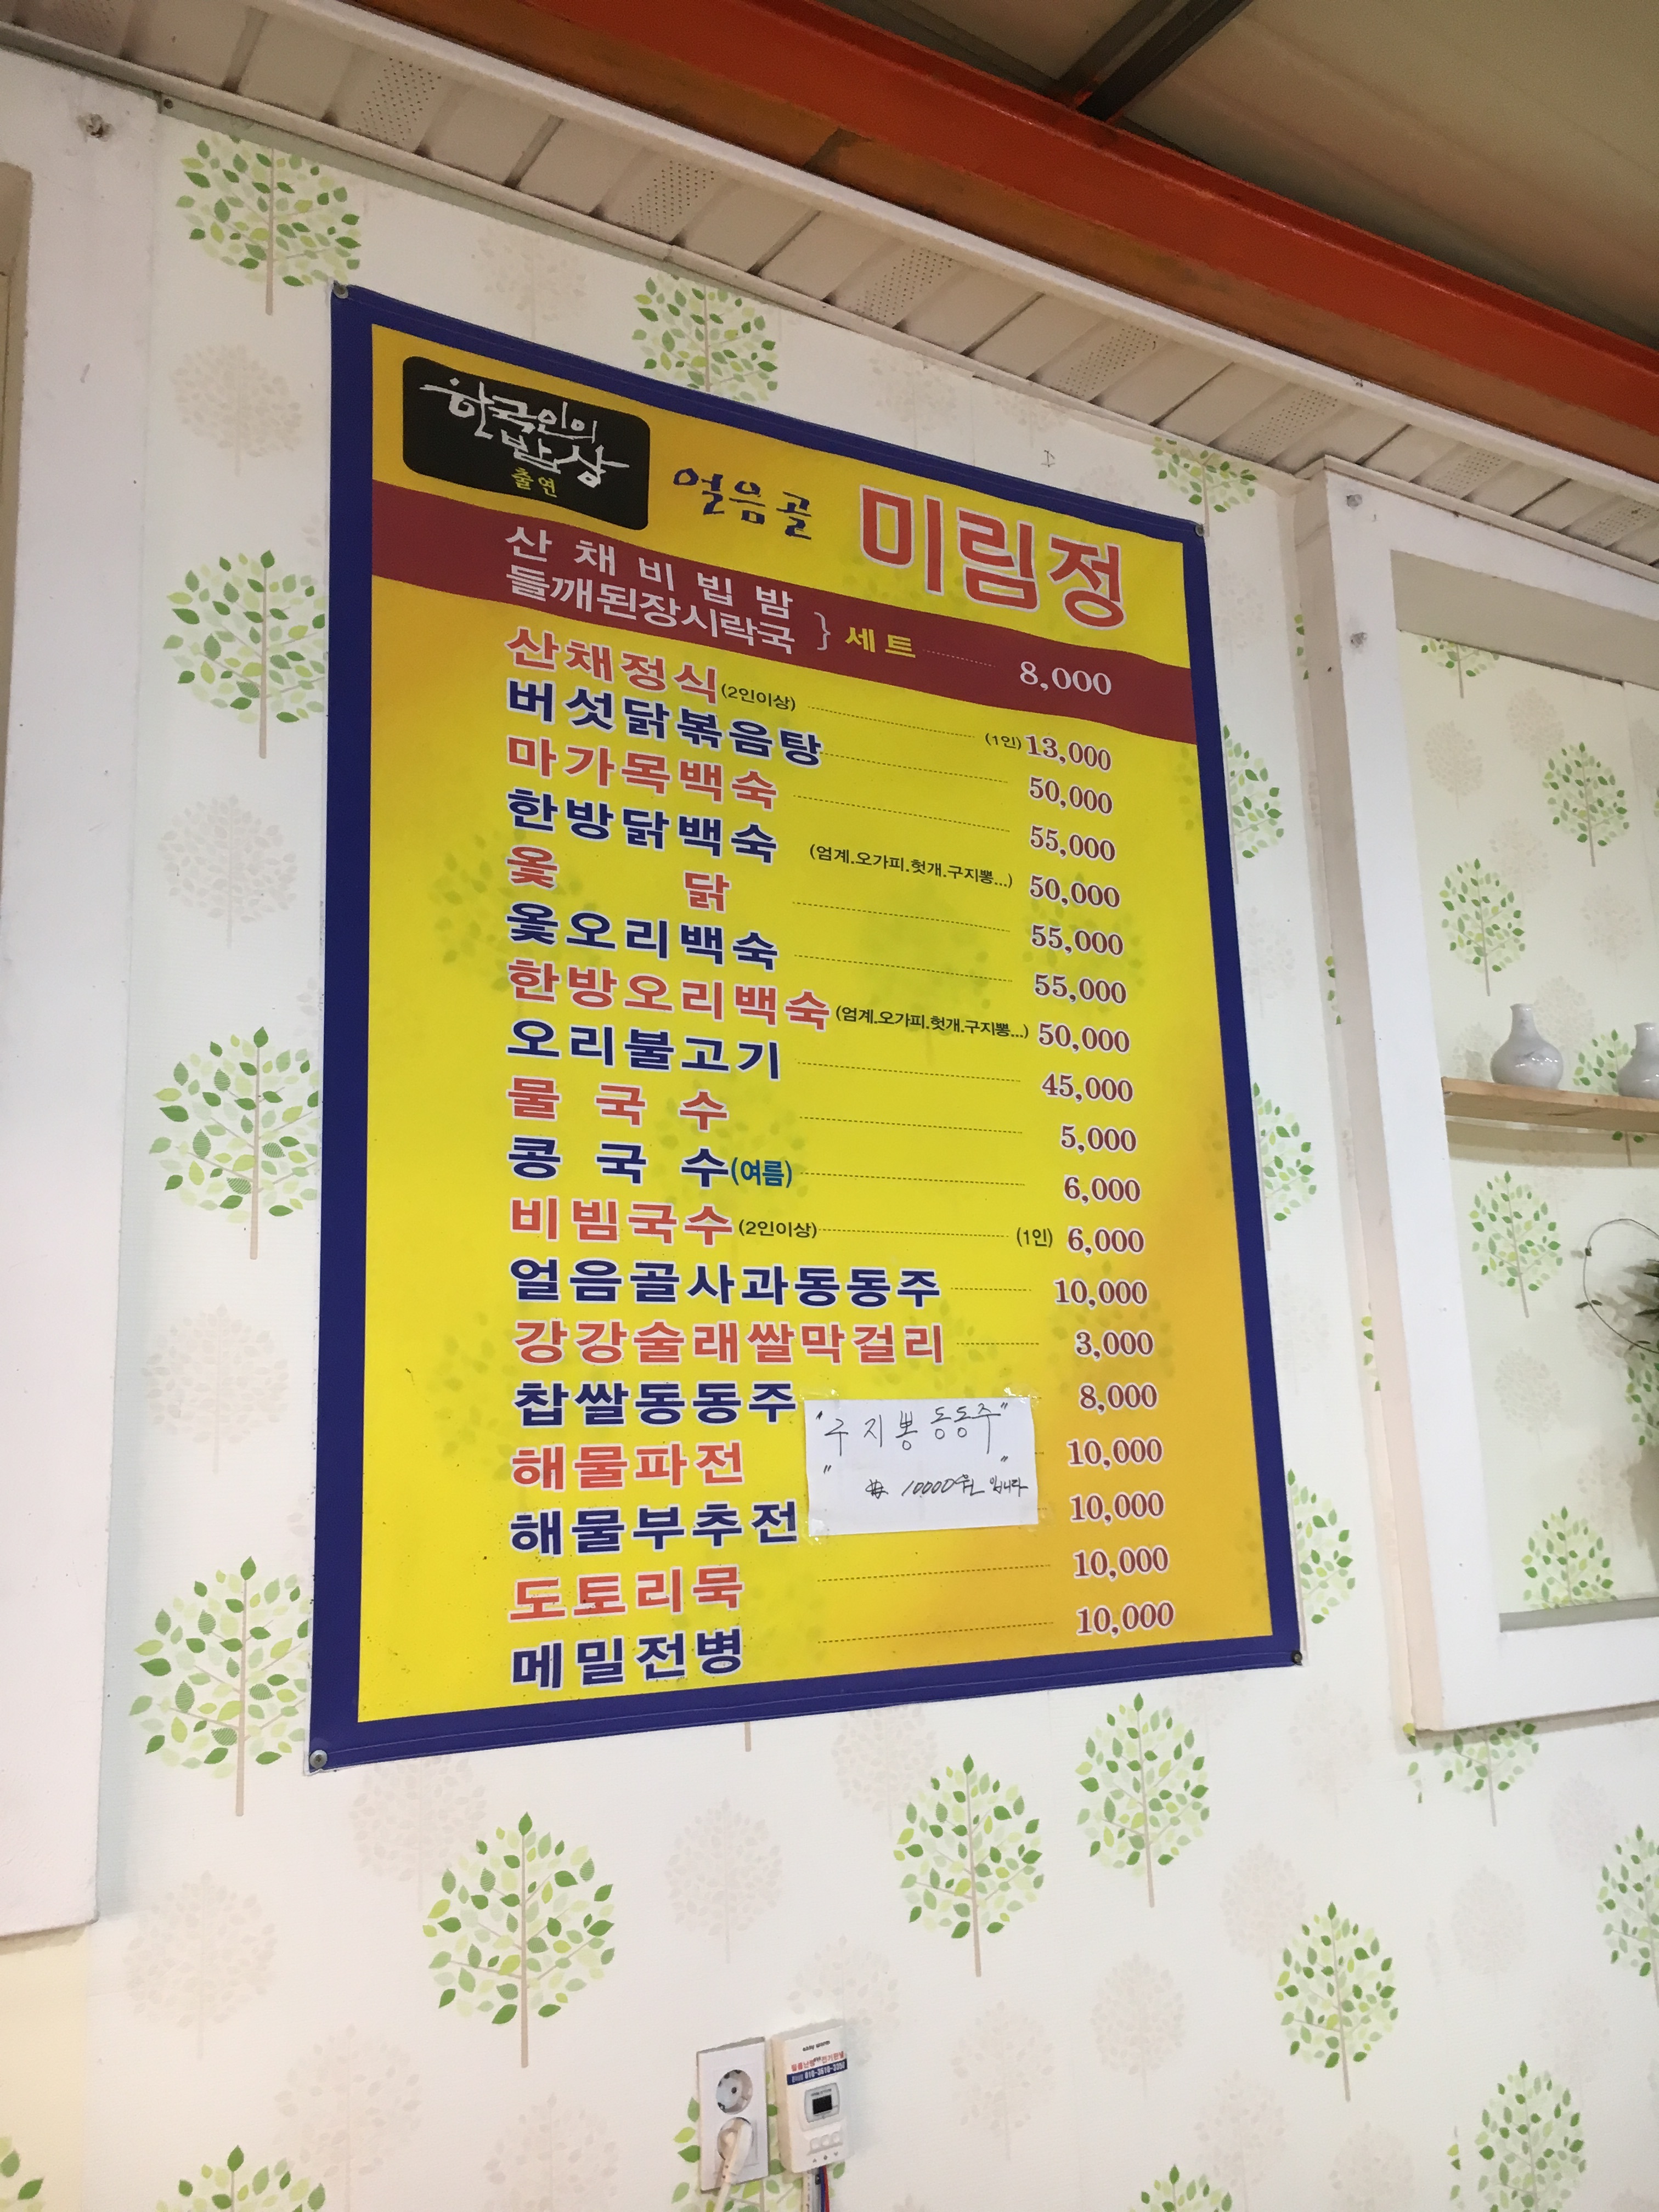 한국인의
밥상
출연
얼음골 미림정
산채비빔밤
들깨된장시락국 } 세트 8,000
산채정식(2인이상) (1인) 13,000
버섯닭볶음탕 50,000
마가목백숙 55,000
한방닭백숙 (엄계.오가피.헛개.구지뽕...) 50,000
옻닭 55,000
옻오리백숙 55,000
한방오리백숙 (엄계.오가피.헛개.구지뽕...) 50,000
오리불고기 45,000
물국수 5,000
콩국수(여름) 6,000
비빔국수(2인이상) (1인) 6,000
얼음골사과동동주 10,000
강강술래쌀막걸리 3,000
찹쌀동동주 8,000
해물파전 10,000
해물부추전 10,000
도토리묵 10,000
메밀전병 10,000
"구지뽕 동동주"
" " 10000원 입니다